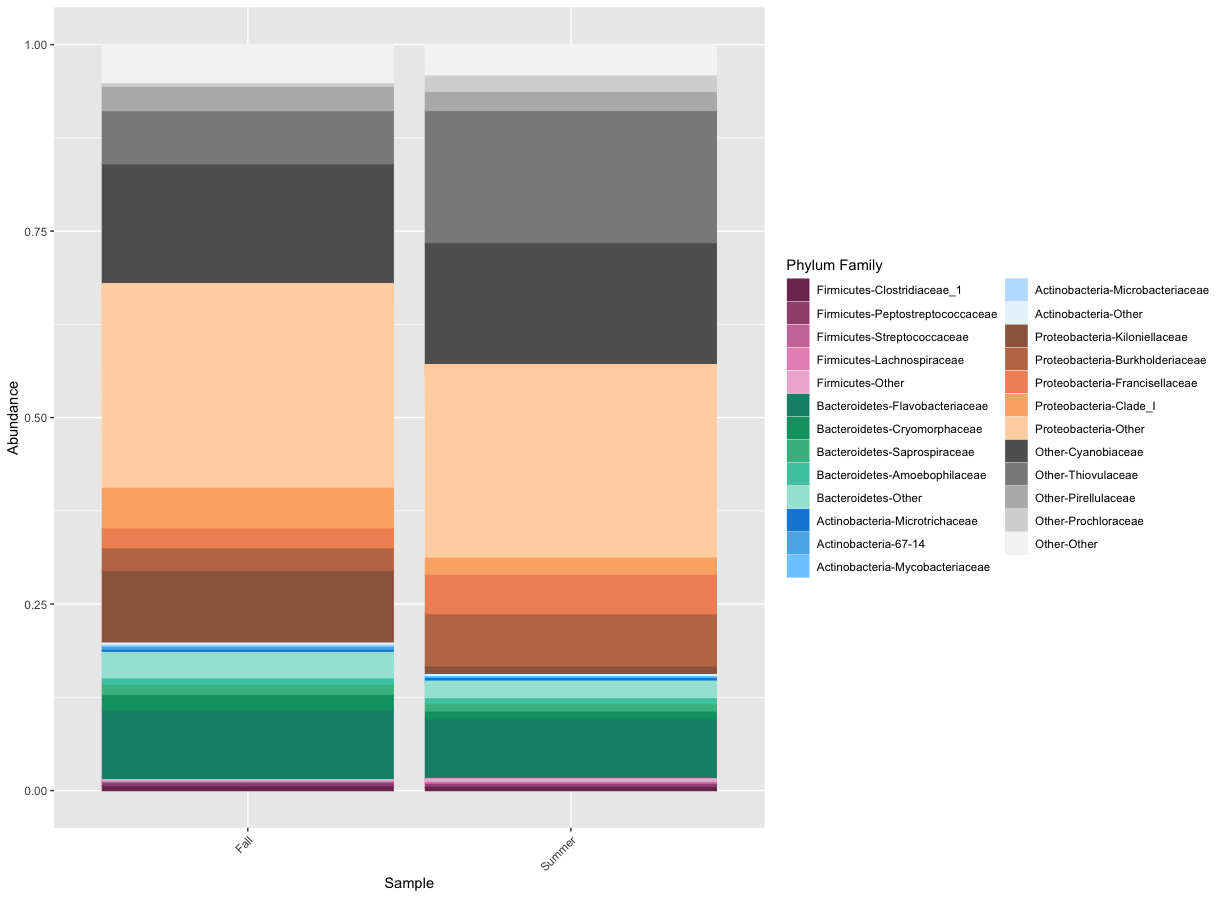 1.00
0.75
0.50
0.25
0.00
Abundance
Fall
Summer
Sample
Phylum Family
Firmicutes-Clostridiaceae_1
Firmicutes-Peptostreptococcaceae
Firmicutes-Streptococcaceae
Firmicutes-Lachnospiraceae
Firmicutes-Other
Bacteroidetes-Flavobacteriaceae
Bacteroidetes-Cryomorphaceae
Bacteroidetes-Saprospiraceae
Bacteroidetes-Amoebophilaceae
Bacteroidetes-Other
Actinobacteria-Microtrichaceae
Actinobacteria-67-14
Actinobacteria-Mycobacteriaceae
Actinobacteria-Microbacteriaceae
Actinobacteria-Other
Proteobacteria-Kiloniellaceae
Proteobacteria-Burkholderiaceae
Proteobacteria-Francisellaceae
Proteobacteria-Clade_I
Proteobacteria-Other
Other-Cyanobiaceae
Other-Thiovulaceae
Other-Pirellulaceae
Other-Prochloraceae
Other-Other